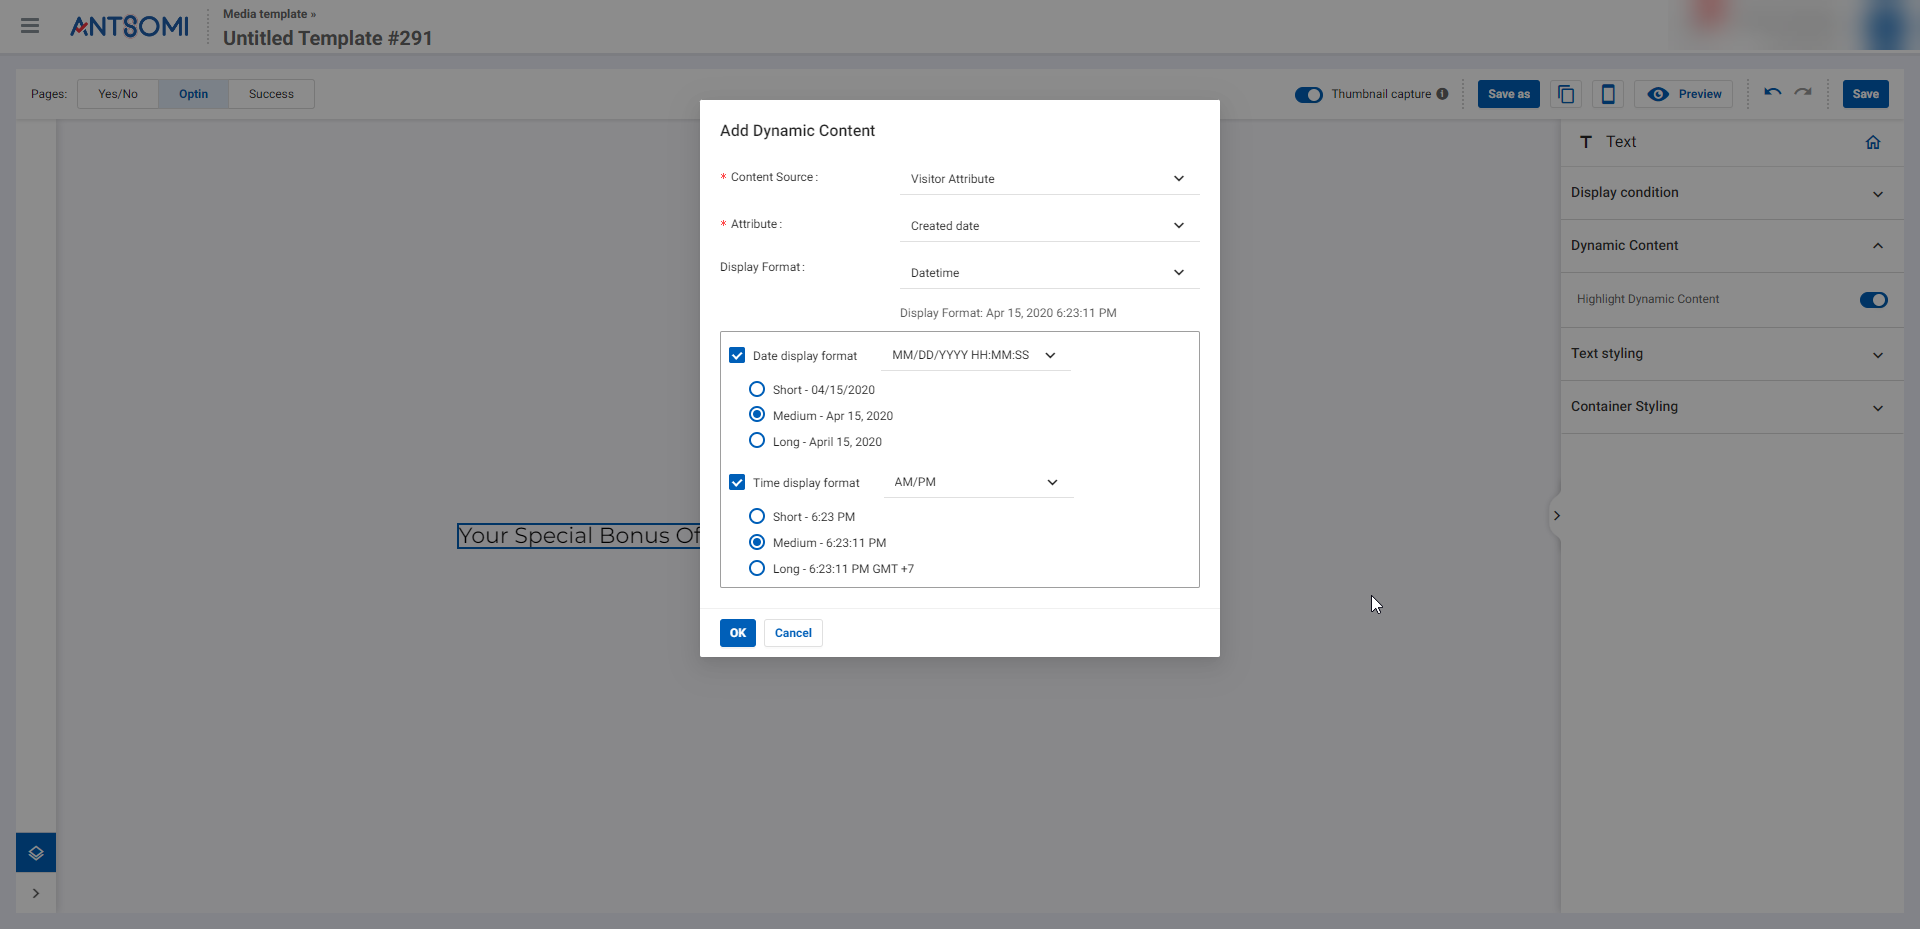 ANTSOMI
Media template »
Untitled Template #291
Pages:
Yes/No
Optin
Success
Thumbnail capture
Save as
Preview
Save
Add Dynamic Content
* Content Source:
Visitor Attribute
* Attribute:
Created date
Display Format:
Datetime
Display Format: Apr 15, 2020 6:23:11 PM
Date display format
MM/DD/YYYY HH:MM:SS
Short - 04/15/2020
Medium - Apr 15, 2020
Long - April 15, 2020
Time display format
AM/PM
Short - 6:23 PM
Medium - 6:23:11 PM
Long - 6:23:11 PM GMT +7
OK
Cancel
Your Special Bonus Of
Text
Display condition
Dynamic Content
Highlight Dynamic Content
Text styling
Container Styling